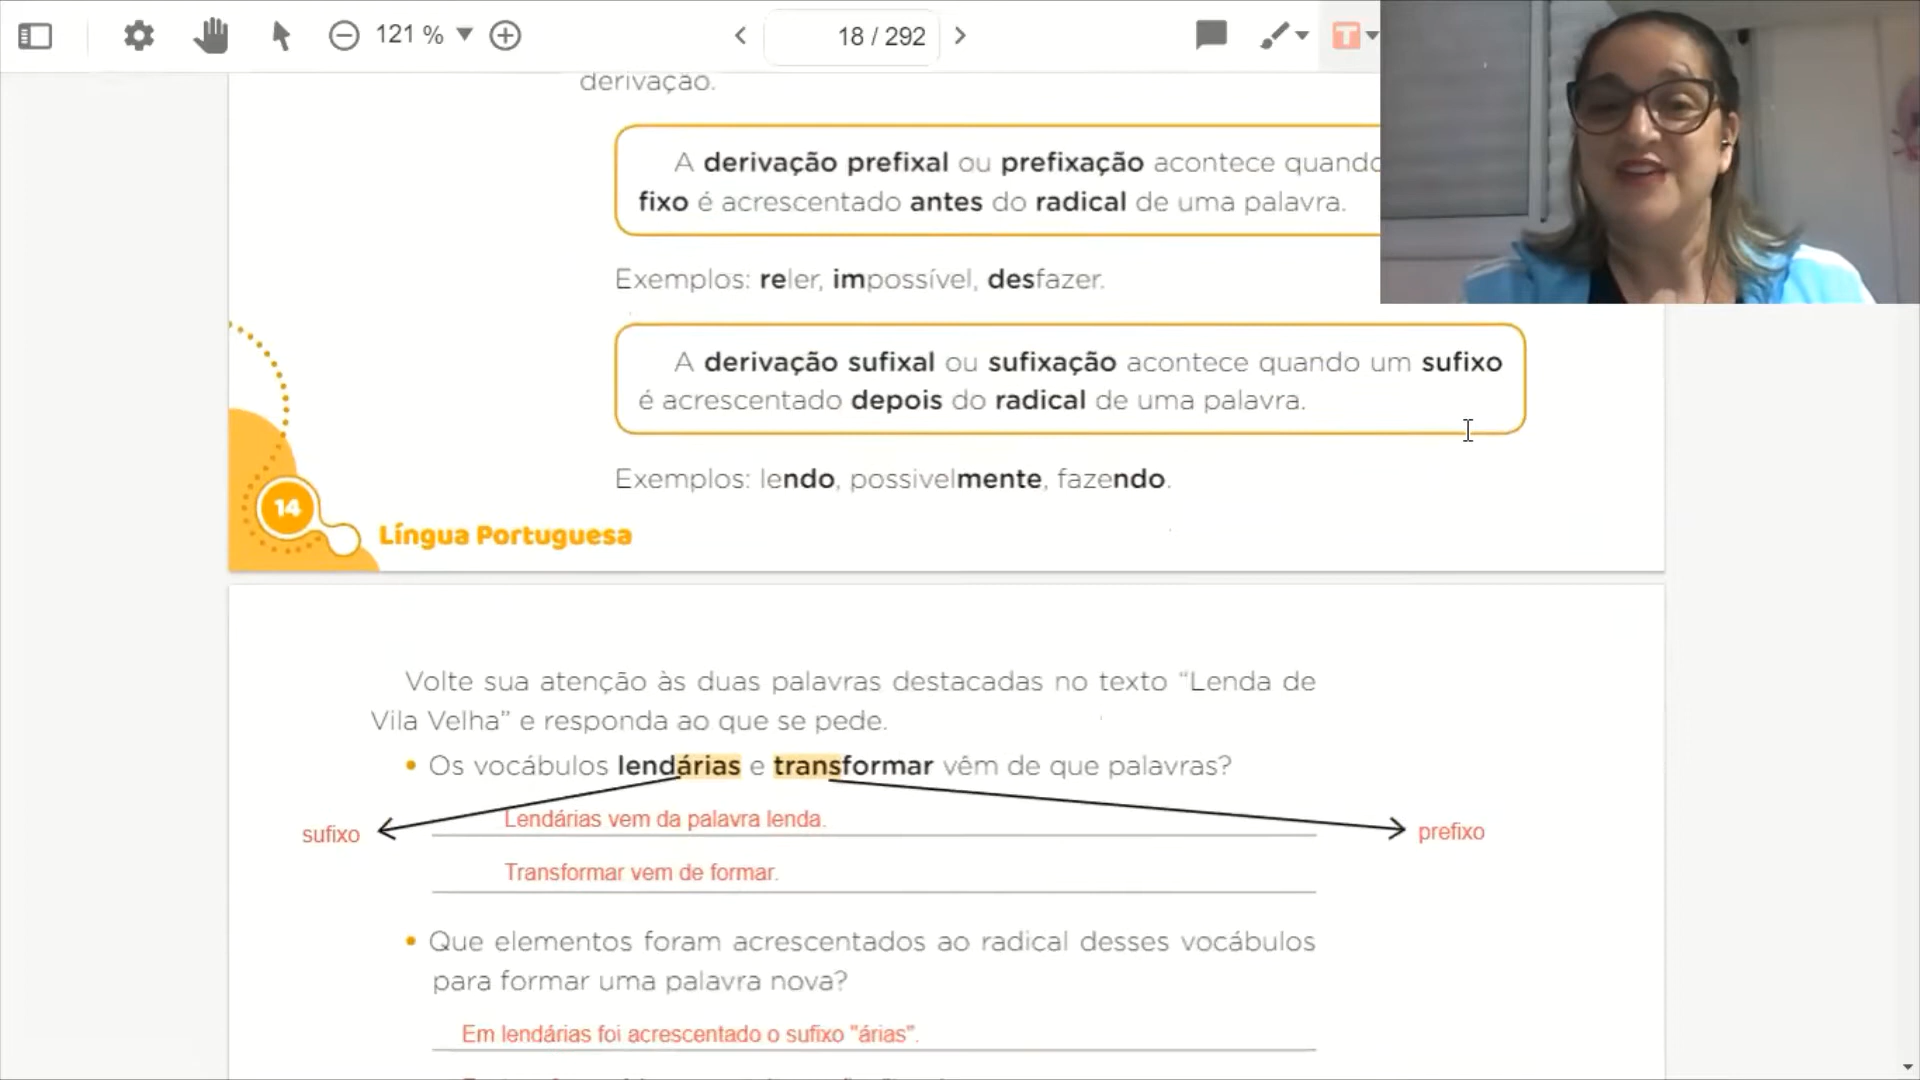 121 %
18 / 292
T
derivação.
A derivação prefixal ou prefixação acontece quando
fixo é acrescentado antes do radical de uma palavra.
Exemplos: reler, impossível, desfazer.
A derivação sufixal ou sufixação acontece quando um sufixo
é acrescentado depois do radical de uma palavra.
Exemplos: lendo, possivelmente, fazendo.
14
Língua Portuguesa
Volte sua atenção às duas palavras destacadas no texto “Lenda de
Vila Velha” e responda ao que se pede.
• Os vocábulos lendárias e transformar vêm de que palavras?
Lendárias vem da palavra lenda.
sufixo
prefixo
Transformar vem de formar.
• Que elementos foram acrescentados ao radical desses vocábulos
para formar uma palavra nova?
Em lendárias foi acrescentado o sufixo "árias".